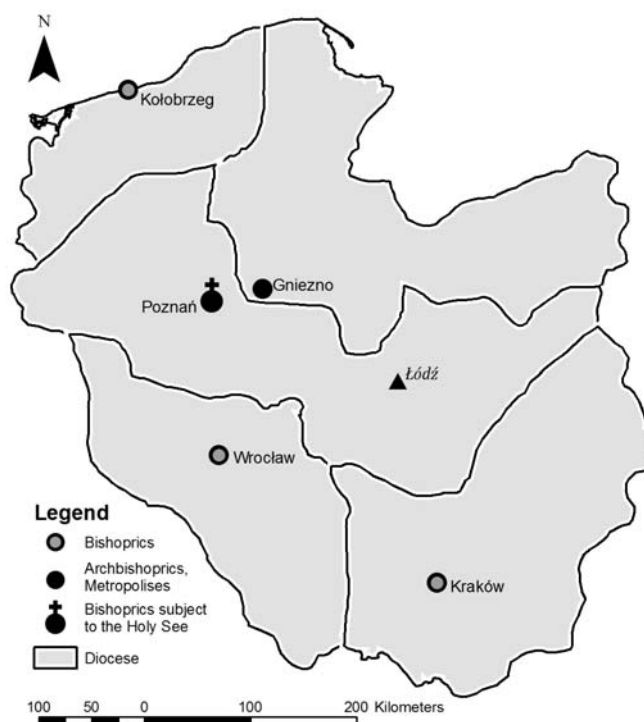 N
Kołobrzeg
Gniezno
Poznań
Łódź
Wrocław
Kraków
Legend
Bishoprics
Archbishoprics,
Metropolises
Bishoprics subject
to the Holy See
Diocese
100 50 0 100 200 Kilometers